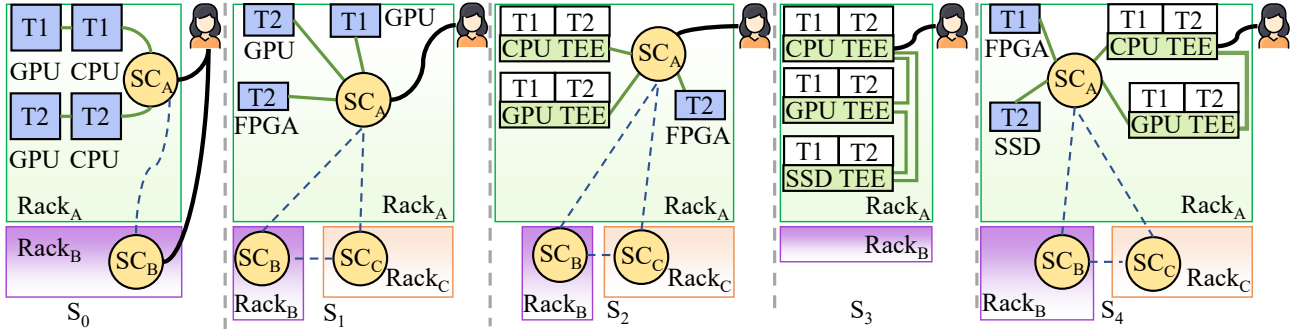 T1 T1
GPU CPU
SC_A
T2 T2
GPU CPU
Rack_A
Rack_B
SC_B
S_0
T2
GPU
T1
GPU
SC_A
T2
FPGA
Rack_A
SC_B
SC_C
Rack_B
Rack_C
S_1
T1 T2
CPU TEE
SC_A
T1 T2
GPU TEE
T2
FPGA
Rack_A
SC_B
SC_C
Rack_B
Rack_C
S_2
T1 T2
CPU TEE
T1 T2
GPU TEE
T1 T2
SSD TEE
Rack_A
Rack_B
S_3
T1
FPGA
T1 T2
CPU TEE
SC_A
T2
SSD
T1 T2
GPU TEE
Rack_A
SC_B
SC_C
Rack_B
Rack_C
S_4